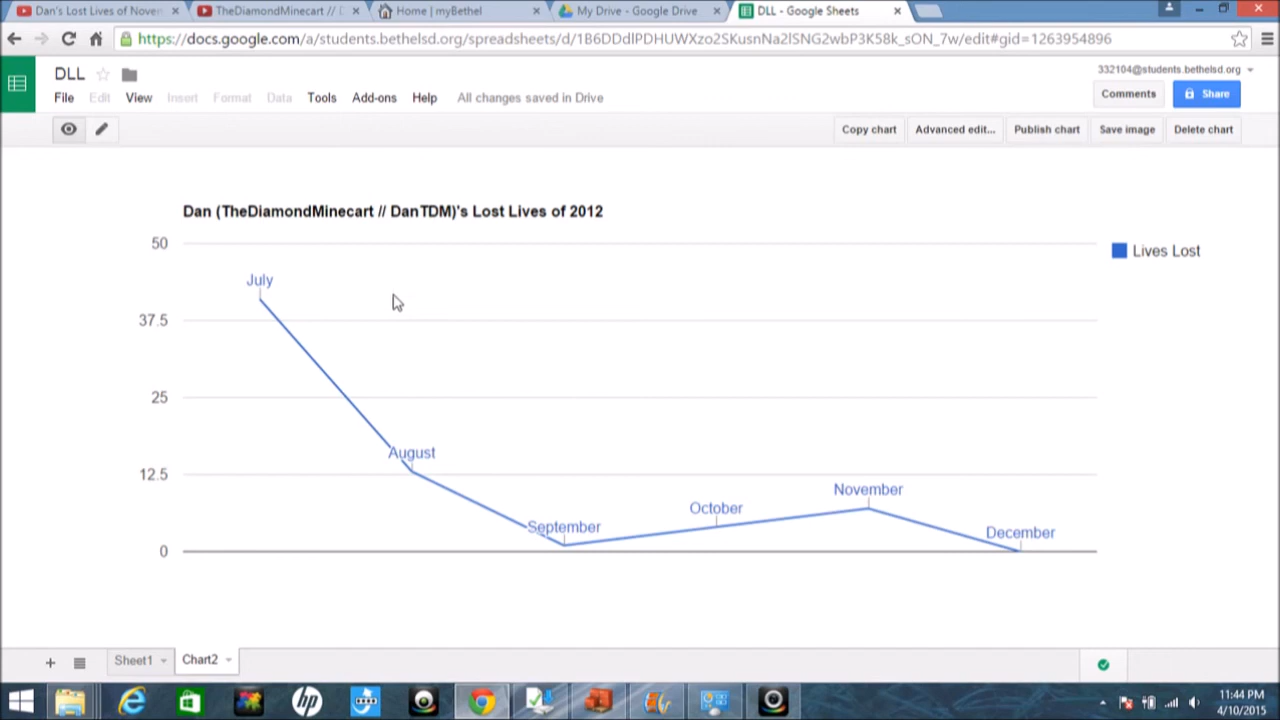 Dan's Lost Lives of Noven
TheDiamondMinecart // D
Home | myBethel
My Drive - Google Drive
DLL - Google Sheets
https://docs.google.com/a/students.bethelsd.org/spreadsheets/d/1B6DDdlPDHUWXzo2SKusnNa2lSNG2wbP3K58k_sON_7w/edit#gid=1263954896
DLL
332104@students.bethelsd.org
File Edit View Insert Format Data Tools Add-ons Help All changes saved in Drive
Comments Share
Copy chart Advanced edit... Publish chart Save image Delete chart
Dan (TheDiamondMinecart // DanTDM)'s Lost Lives of 2012
50
Lives Lost
July
37.5
25
August
12.5
November
October
September
December
0
Sheet1 Chart2
hp
11:44 PM
4/10/2015